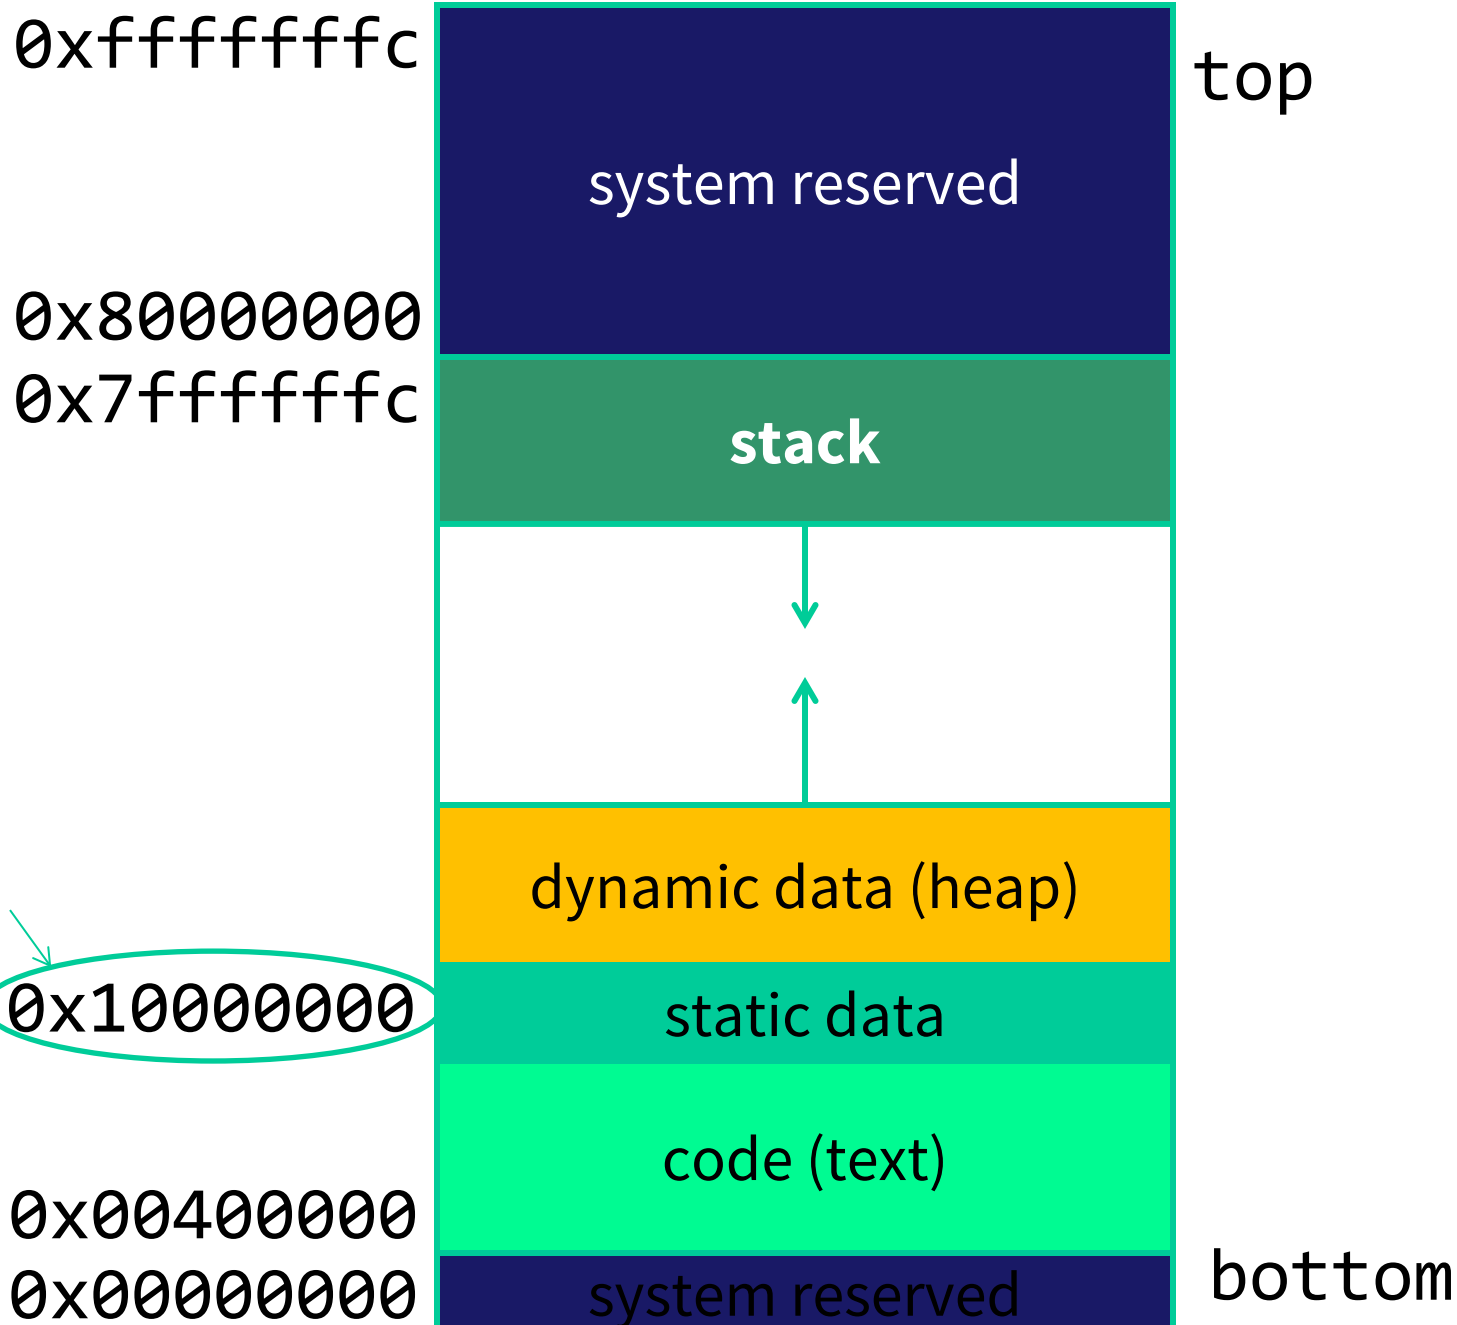 0xfffffffc
top
system reserved
0x80000000
0x7ffffffc
stack
dynamic data (heap)
0x10000000
static data
code (text)
0x00400000
bottom
0x00000000
system reserved